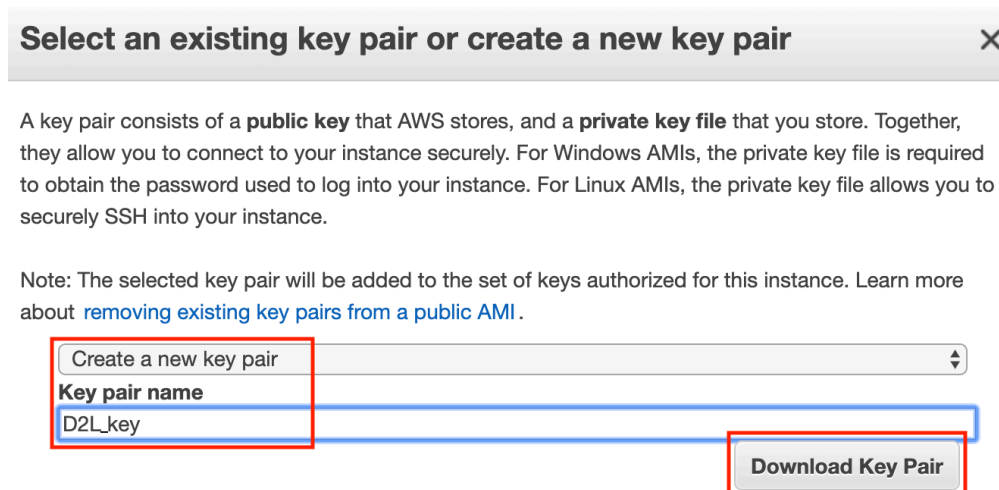 Select an existing key pair or create a new key pair
A key pair consists of a public key that AWS stores, and a private key file that you store. Together,
they allow you to connect to your instance securely. For Windows AMIs, the private key file is required
to obtain the password used to log into your instance. For Linux AMIs, the private key file allows you to
securely SSH into your instance.
Note: The selected key pair will be added to the set of keys authorized for this instance. Learn more
about removing existing key pairs from a public AMI .
Create a new key pair
Key pair name
D2L_key
Download Key Pair